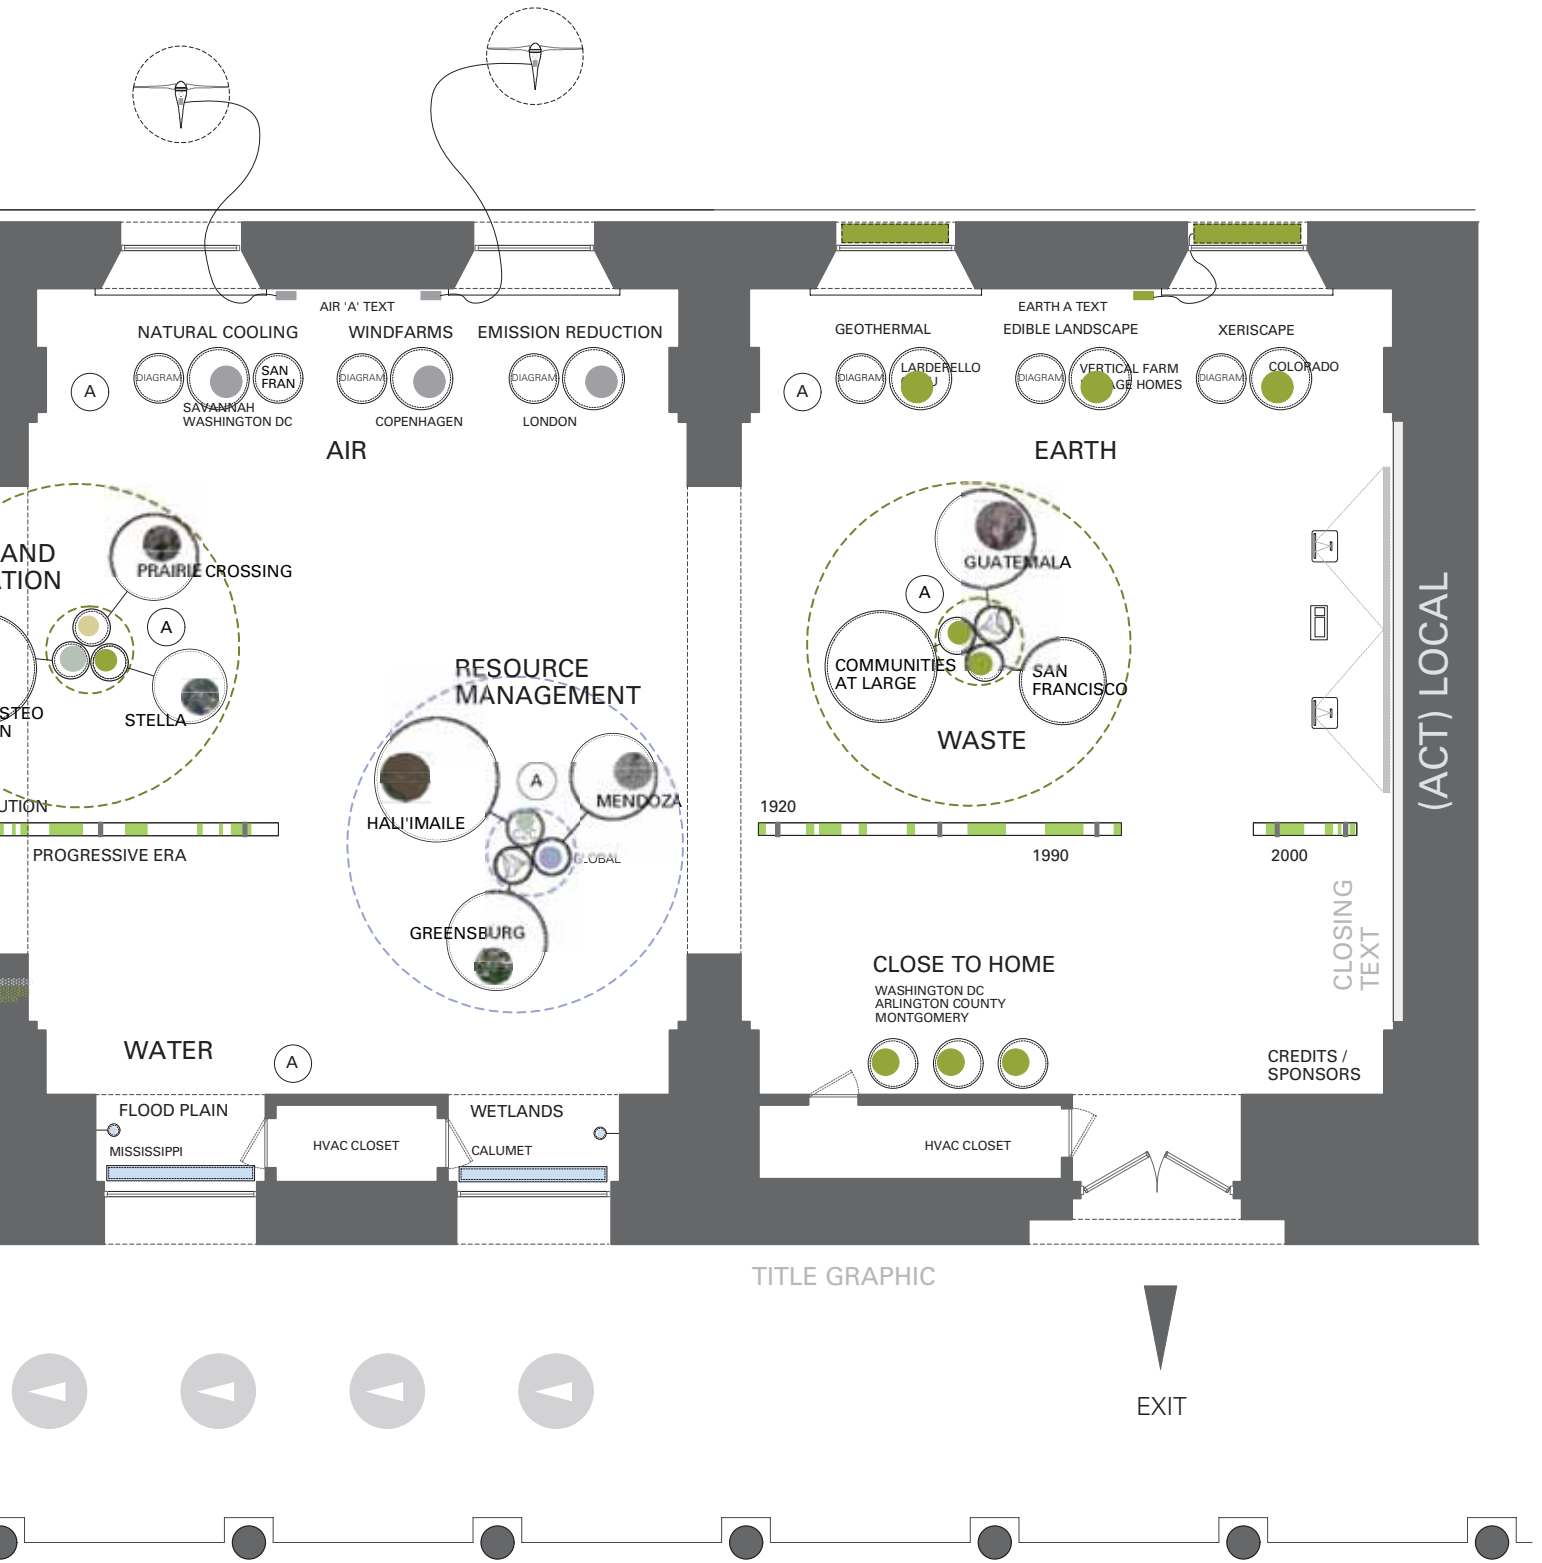 AIR 'A' TEXT
EARTH A TEXT
NATURAL COOLING
WINDFARMS
EMISSION REDUCTION
GEOTHERMAL
EDIBLE LANDSCAPE
XERISCAPE
A
DIAGRAM
SAN
FRAN
DIAGRAM
DIAGRAM
A
DIAGRAM
LARDERELLO
DIAGRAM
VERTICAL FARM
HOMES
DIAGRAM
COLORADO
SAVANNAH
WASHINGTON DC
COPENHAGEN
LONDON
AIR
EARTH
AND
TION
PRAIRIE CROSSING
A
STELLA
STEO
N
GUATEMALA
A
COMMUNITIES
AT LARGE
SAN
FRANCISCO
WASTE
(ACT) LOCAL
RESOURCE
MANAGEMENT
A
MENDOZA
HALI'IMAILE
GLOBAL
GREENSBURG
UTION
PROGRESSIVE ERA
1920
1990
2000
CLOSING
TEXT
CLOSE TO HOME
WASHINGTON DC
ARLINGTON COUNTY
MONTGOMERY
WATER
A
CREDITS /
SPONSORS
FLOOD PLAIN
WETLANDS
MISSISSIPPI
HVAC CLOSET
CALUMET
HVAC CLOSET
TITLE GRAPHIC
EXIT